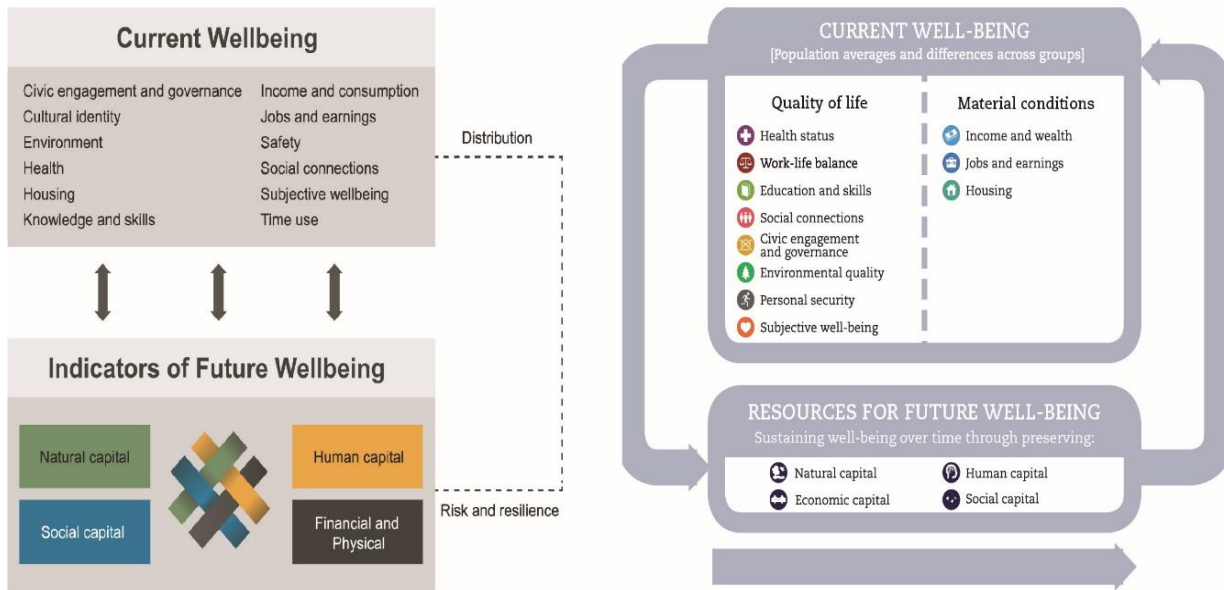 Current Wellbeing
Civic engagement and governance
Cultural identity
Environment
Health
Housing
Knowledge and skills
Income and consumption
Jobs and earnings
Safety
Social connections
Subjective wellbeing
Time use
Distribution
Indicators of Future Wellbeing
Natural capital
Human capital
Social capital
Financial and
Physical
Risk and resilience
CURRENT WELL-BEING
[Population averages and differences across groups]
Quality of life
Health status
Work-life balance
Education and skills
Social connections
Civic engagement
and governance
Environmental quality
Personal security
Subjective well-being
Material conditions
Income and wealth
Jobs and earnings
Housing
RESOURCES FOR FUTURE WELL-BEING
Sustaining well-being over time through preserving:
Natural capital
Human capital
Economic capital
Social capital